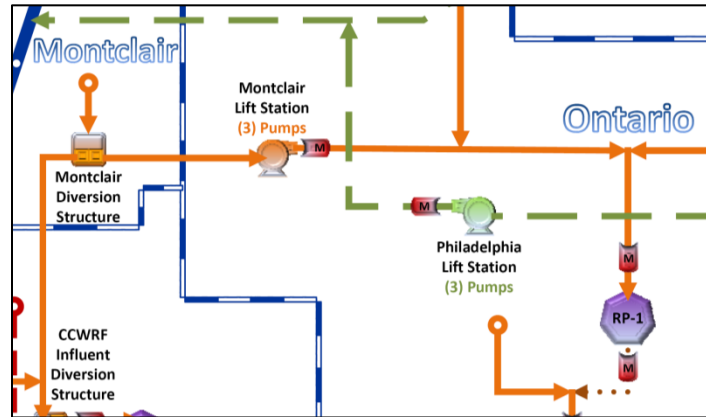 Montclair
Montclair
Lift Station
(3) Pumps
M
Ontario
Montclair
Diversion
Structure
M
Philadelphia
Lift Station
(3) Pumps
M
RP-1
CCWRF
Influent
Diversion
Structure
M